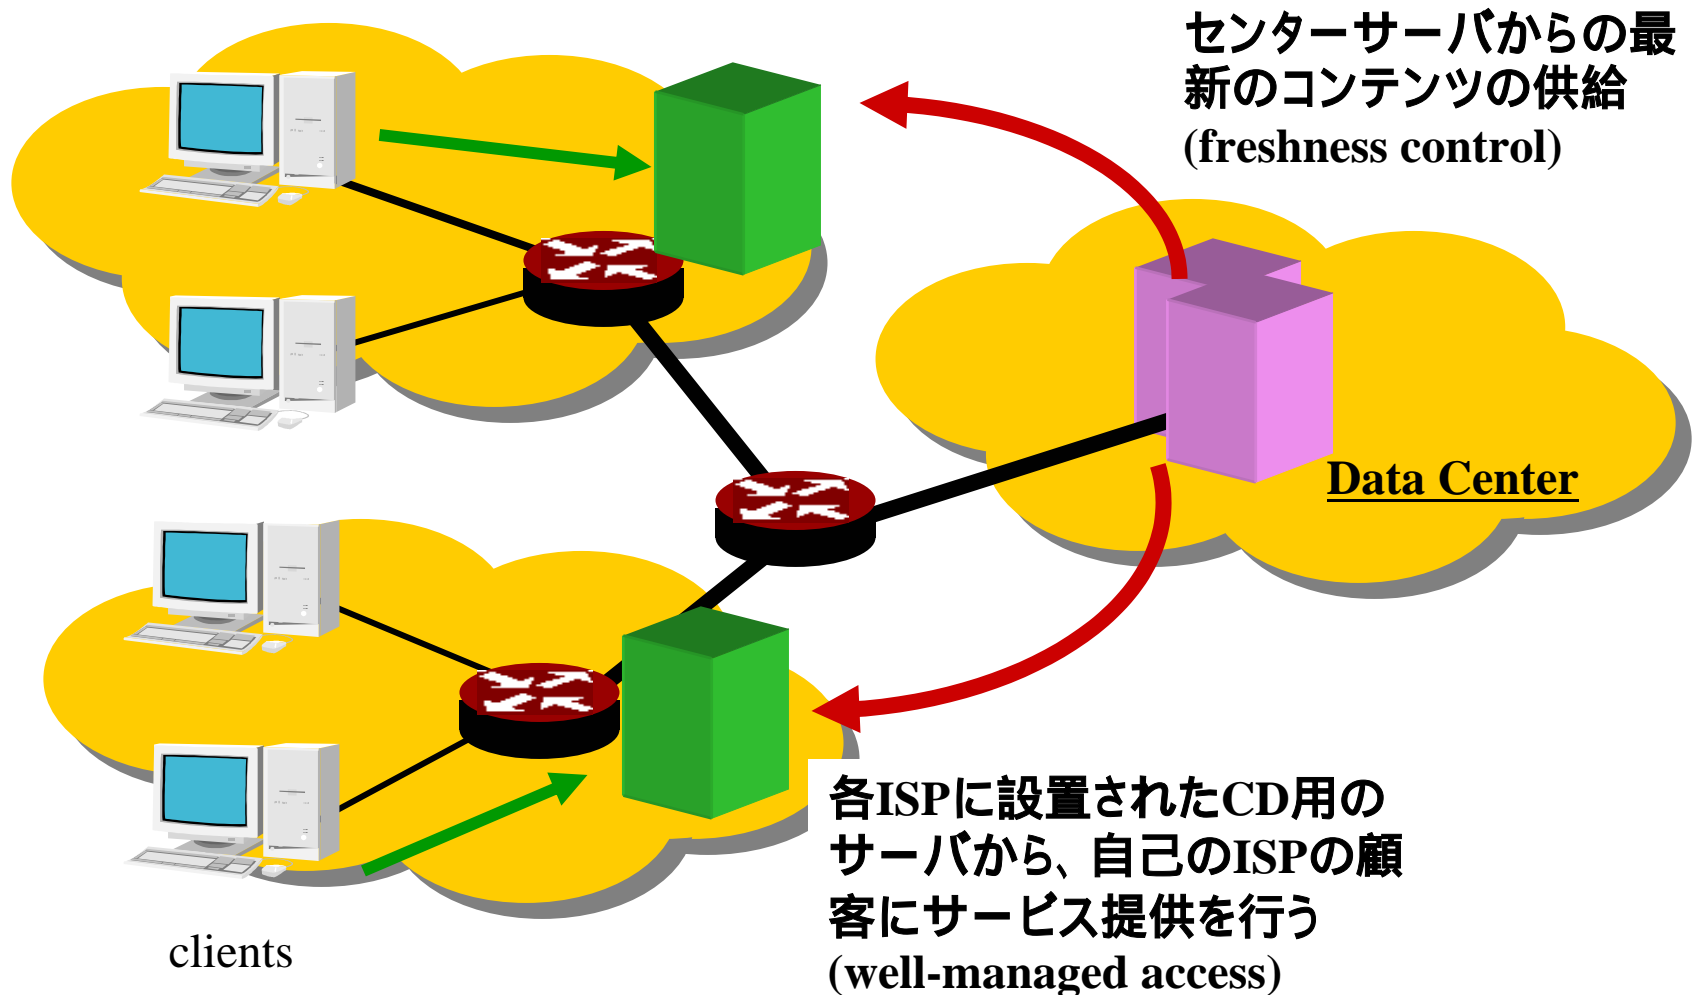 センターサーバからの最
新のコンテンツの供給
(freshness control)
Data Center
各ISPに設置されたCD用の
サーバから、自己のISPの顧
客にサービス提供を行う
(well-managed access)
clients